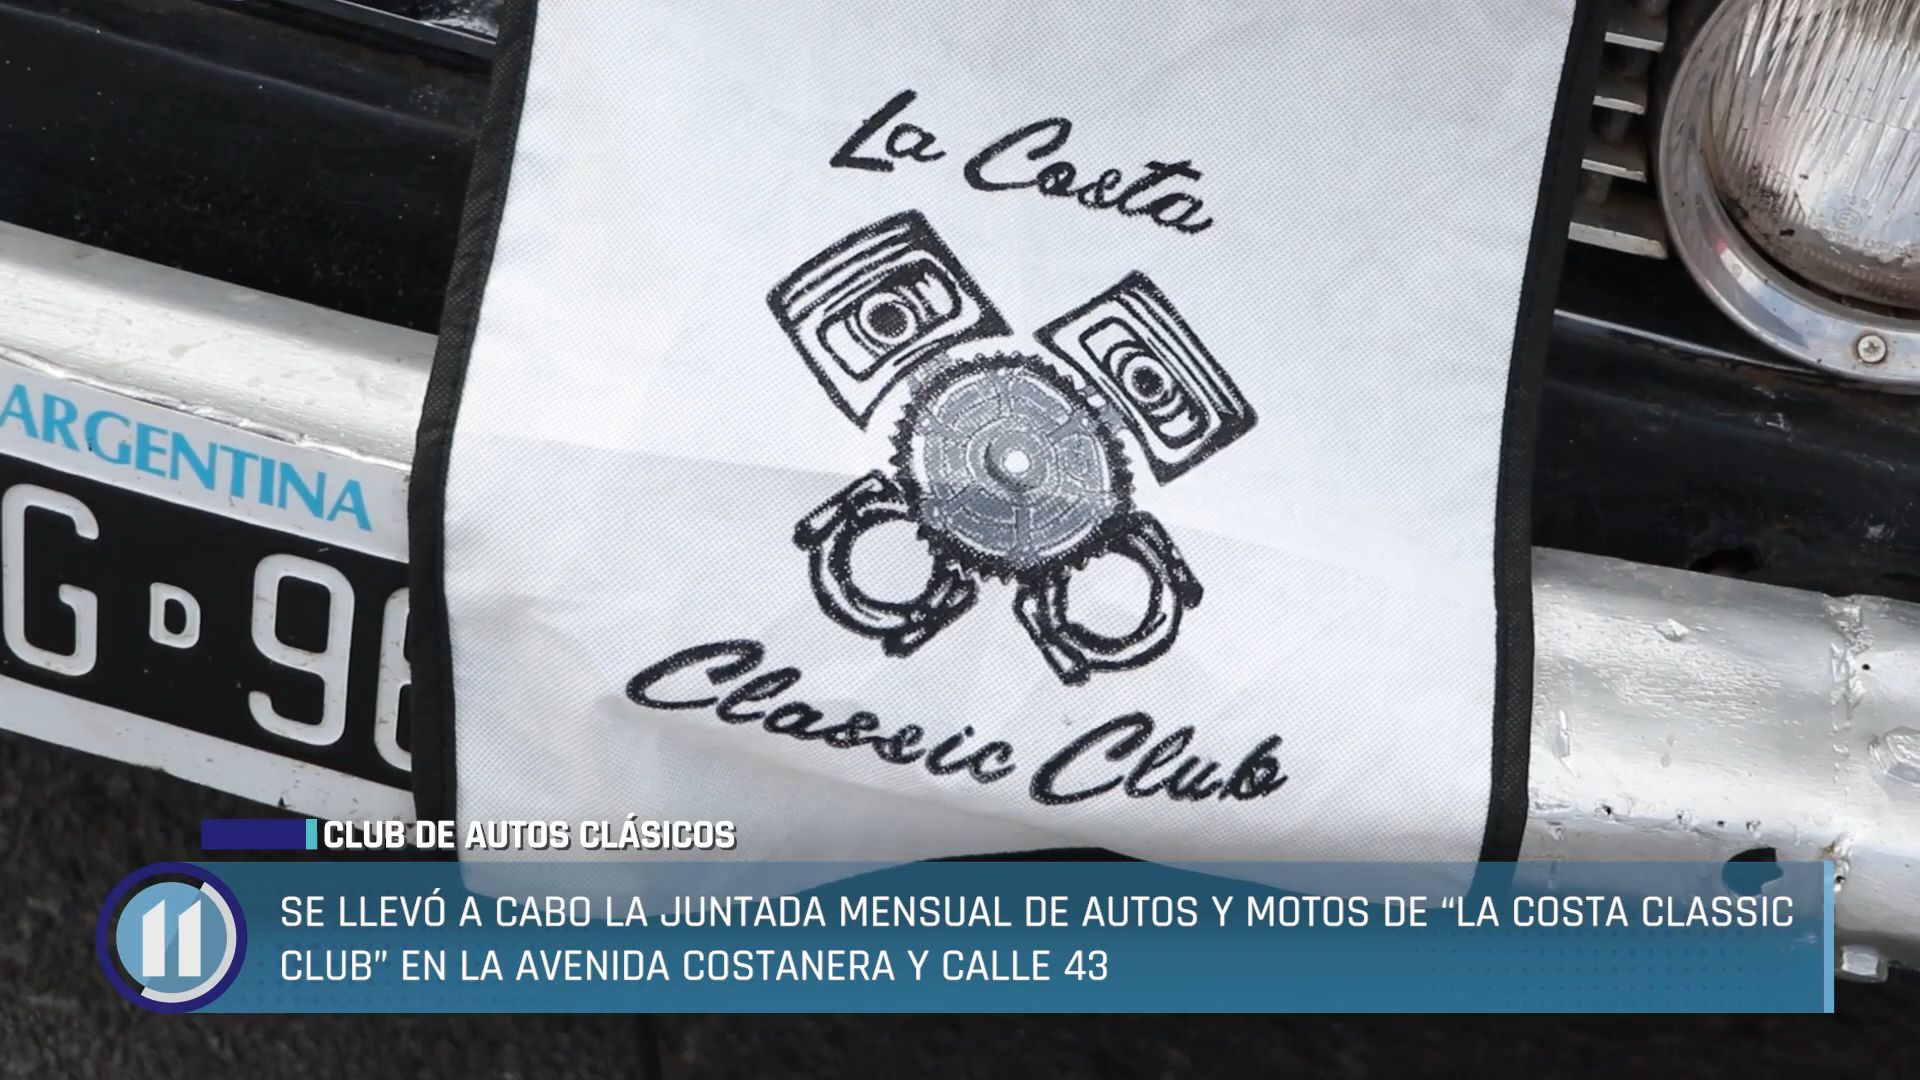 La Costa
ARGENTINA
G D 96
Classic Club
CLUB DE AUTOS CLÁSICOS
11
SE LLEVÓ A CABO LA JUNTADA MENSUAL DE AUTOS Y MOTOS DE “LA COSTA CLASSIC
CLUB” EN LA AVENIDA COSTANERA Y CALLE 43